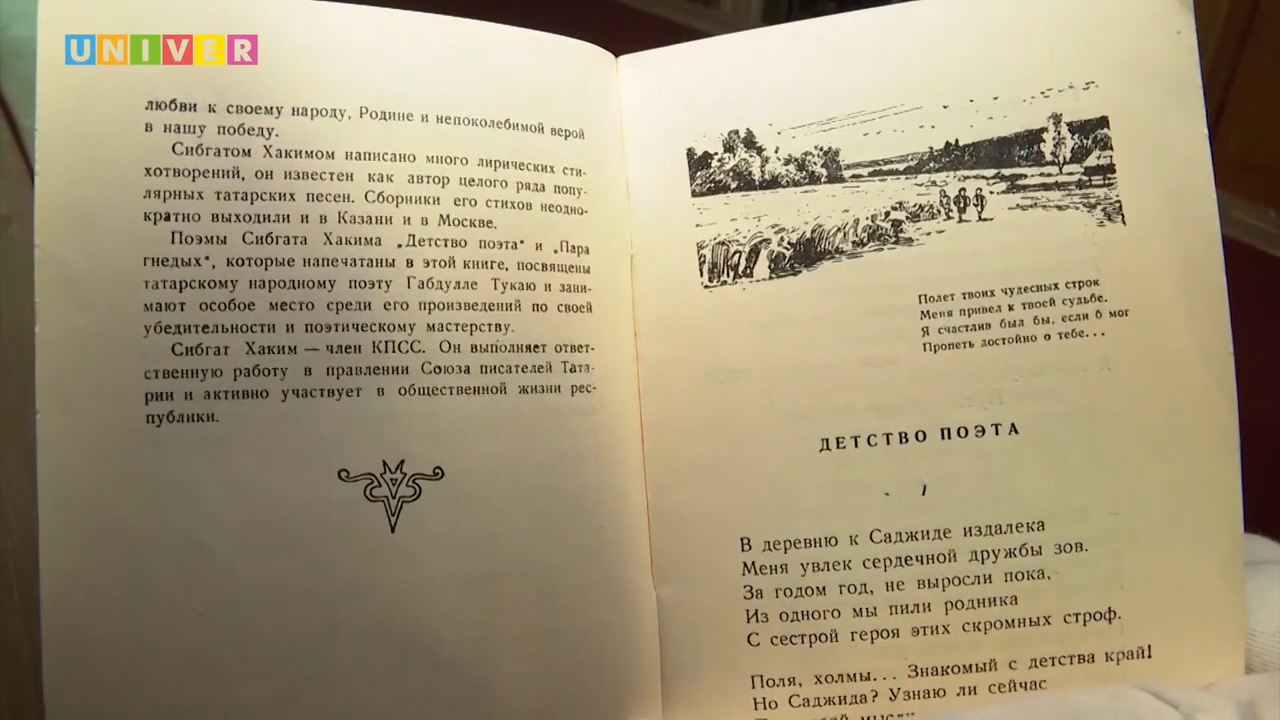 UNIVER
любви к своему народу, Родине и непоколебимой верой
в нашу победу.
Сибгатом Хакимом написано много лирических сти-
хотворений, он известен как автор целого ряда попу-
лярных татарских песен. Сборники его стихов неодно-
кратно выходили и в Казани и в Москве.
Поэмы Сибгата Хакима „Детство поэта“ и „Пара
гнедых“, которые напечатаны в этой книге, посвящены
татарскому народному поэту Габдулле Тукаю и зани-
мают особое место среди его произведений по своей
убедительности и поэтическому мастерству.
Сибгат Хаким — член КПСС. Он выполняет ответ-
ственную работу в правлении Союза писателей Тата-
рии и активно участвует в общественной жизни рес-
публики.
Полет твоих чудесных строк
Меня привел к твоей судьбе.
Я счастлив был бы, если б мог
Пропеть достойно о тебе...
ДЕТСТВО ПОЭТА
I
В деревню к Саджиде издалека
Меня увлек сердечной дружбы зов.
За годом год, не выросли пока,
Из одного мы пили родника
С сестрой героя этих скромных строф.
Поля, холмы... Знакомый с детства край!
Но Саджида? Узнаю ли сейчас